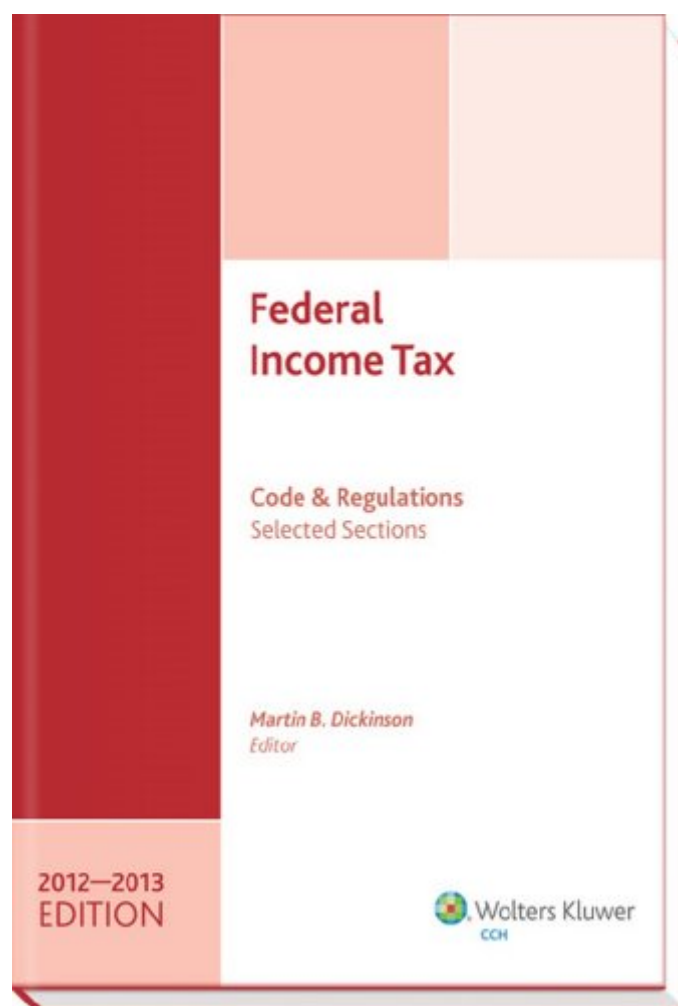 Federal
Income Tax
Code & Regulations
Selected Sections
Martin B. Dickinson
Editor
2012—2013
EDITION
Wolters Kluwer
CCH